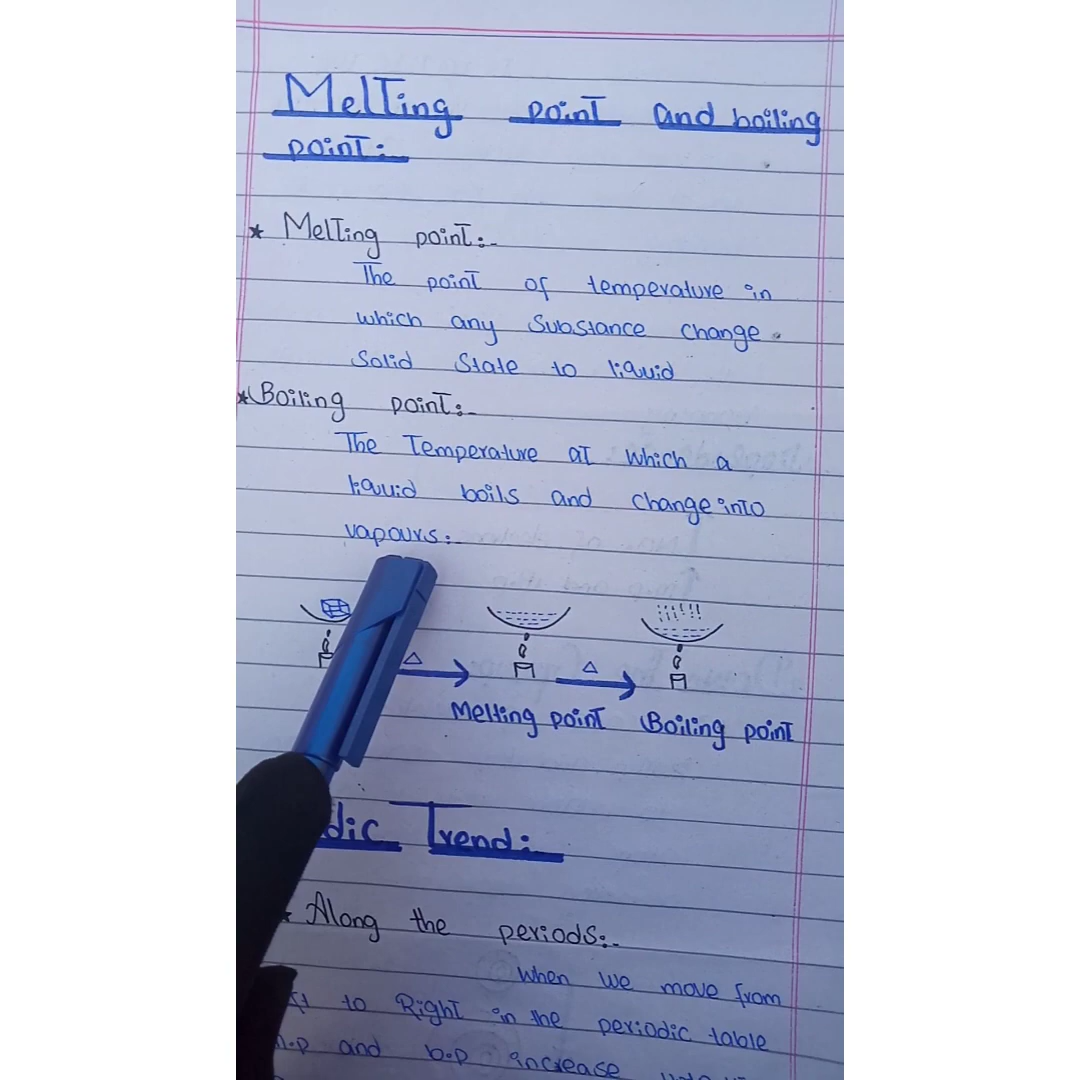 Melting point and boiling
point:-
* Melting point:-
The point of temperature in
which any Substance change
Solid State to liquid
* Boiling point:-
The Temperature at which a
liquid boils and change into
vapours:-
△ △
Melting point Boiling point
dic Trend:-
* Along the periods:-
when we move from
to Right in the periodic table
m.p and b.p increase